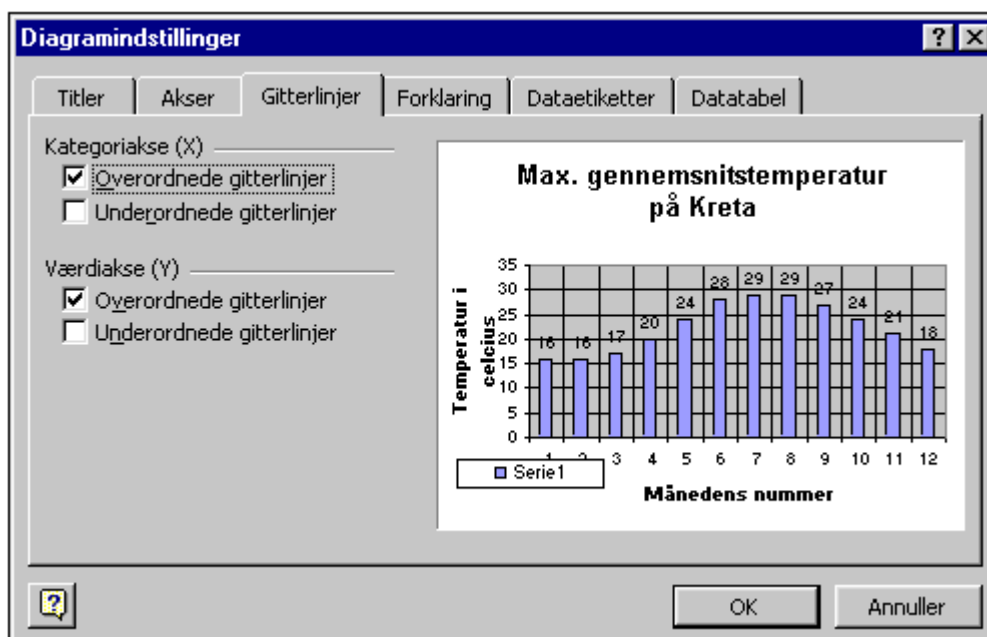 Diagramindstillinger
Titler Akser Gitterlinjer Forklaring Dataetiketter Datatabel
Kategoriakse (X)
Overordnede gitterlinjer
Underordnede gitterlinjer
Værdiakse (Y)
Overordnede gitterlinjer
Underordnede gitterlinjer
Max. gennemsnitstemperatur
på Kreta
Temperatur i
celcius
35
30
25
20
15
10
5
0
16 16 17 20 24 28 29 29 27 24 21 18
1 2 3 4 5 6 7 8 9 10 11 12
Serie1
Månedens nummer
OK Annuller